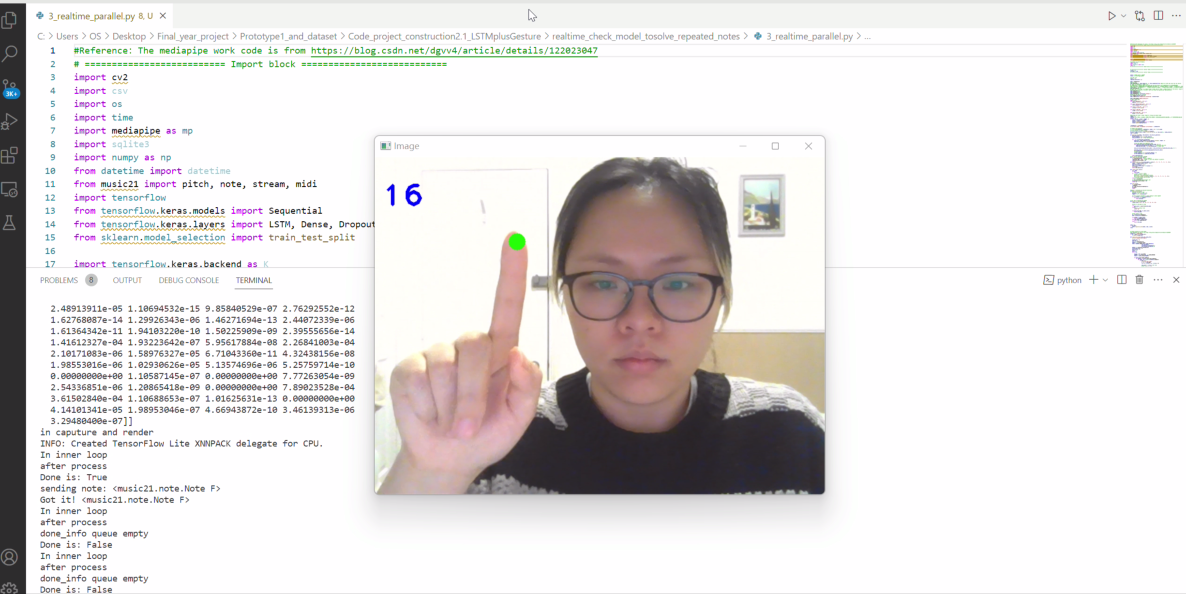 3_realtime_parallel.py 8, U
C: > Users > OS > Desktop > Final_year_project > Prototype1_and_dataset > Code_project_construction2.1_LSTMplusGesture > realtime_check_model_tosolve_repeated_notes > 3_realtime_parallel.py > ...
1 #Reference: The mediapipe work code is from https://blog.csdn.net/dgvv4/article/details/122023047
2 # ========================== Import block ===========================
3 import cv2
4 import csv
5 import os
6 import time
7 import mediapipe as mp
8 import sqlite3
9 import numpy as np
10 from datetime import datetime
11 from music21 import pitch, note, stream, midi
12 import tensorflow
13 from tensorflow.keras.models import Sequential
14 from tensorflow.keras.layers import LSTM, Dense, Dropout
15 from sklearn.model_selection import train_test_split
16
17 import tensorflow.keras.backend as K
3K+
Image
16
PROBLEMS 8 OUTPUT DEBUG CONSOLE TERMINAL
python
2.48913911e-05 1.10694532e-15 9.85840529e-07 2.76292552e-12
1.62768087e-14 1.29926343e-06 1.46271694e-13 2.44072339e-06
1.61364342e-11 1.94103220e-10 1.50225909e-09 2.39555656e-14
1.41612327e-04 1.93223642e-07 5.95617884e-08 2.26841003e-04
2.10171083e-06 1.58976327e-05 6.71043360e-11 4.32438156e-08
1.98553016e-06 1.02930626e-05 5.13574696e-06 5.25759714e-10
0.00000000e+00 1.10587145e-07 0.00000000e+00 7.77263054e-09
2.54336851e-04 1.20865418e-09 0.00000000e+00 7.89023528e-04
3.61502840e-04 1.10688653e-07 1.01625631e-13 0.00000000e+00
4.14101341e-05 1.98953046e-07 4.66943872e-10 3.46139313e-06
3.29480400e-07]]
in caputure and render
INFO: Created TensorFlow Lite XNNPACK delegate for CPU.
In inner loop
after process
Done is: True
sending note: <music21.note.Note F>
Got it! <music21.note.Note F>
In inner loop
after process
done_info queue empty
Done is: False
In inner loop
after process
done_info queue empty
Done is: False